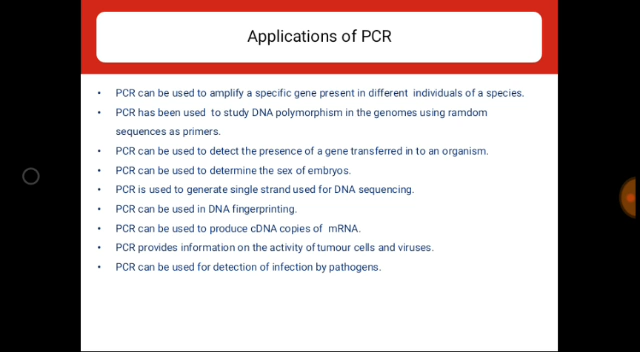 Applications of PCR
• PCR can be used to amplify a specific gene present in different individuals of a species.
• PCR has been used to study DNA polymorphism in the genomes using ramdom
sequences as primers.
• PCR can be used to detect the presence of a gene transferred in to an organism.
• PCR can be used to determine the sex of embryos.
• PCR is used to generate single strand used for DNA sequencing.
• PCR can be used in DNA fingerprinting.
• PCR can be used to produce cDNA copies of mRNA.
• PCR provides information on the activity of tumour cells and viruses.
• PCR can be used for detection of infection by pathogens.